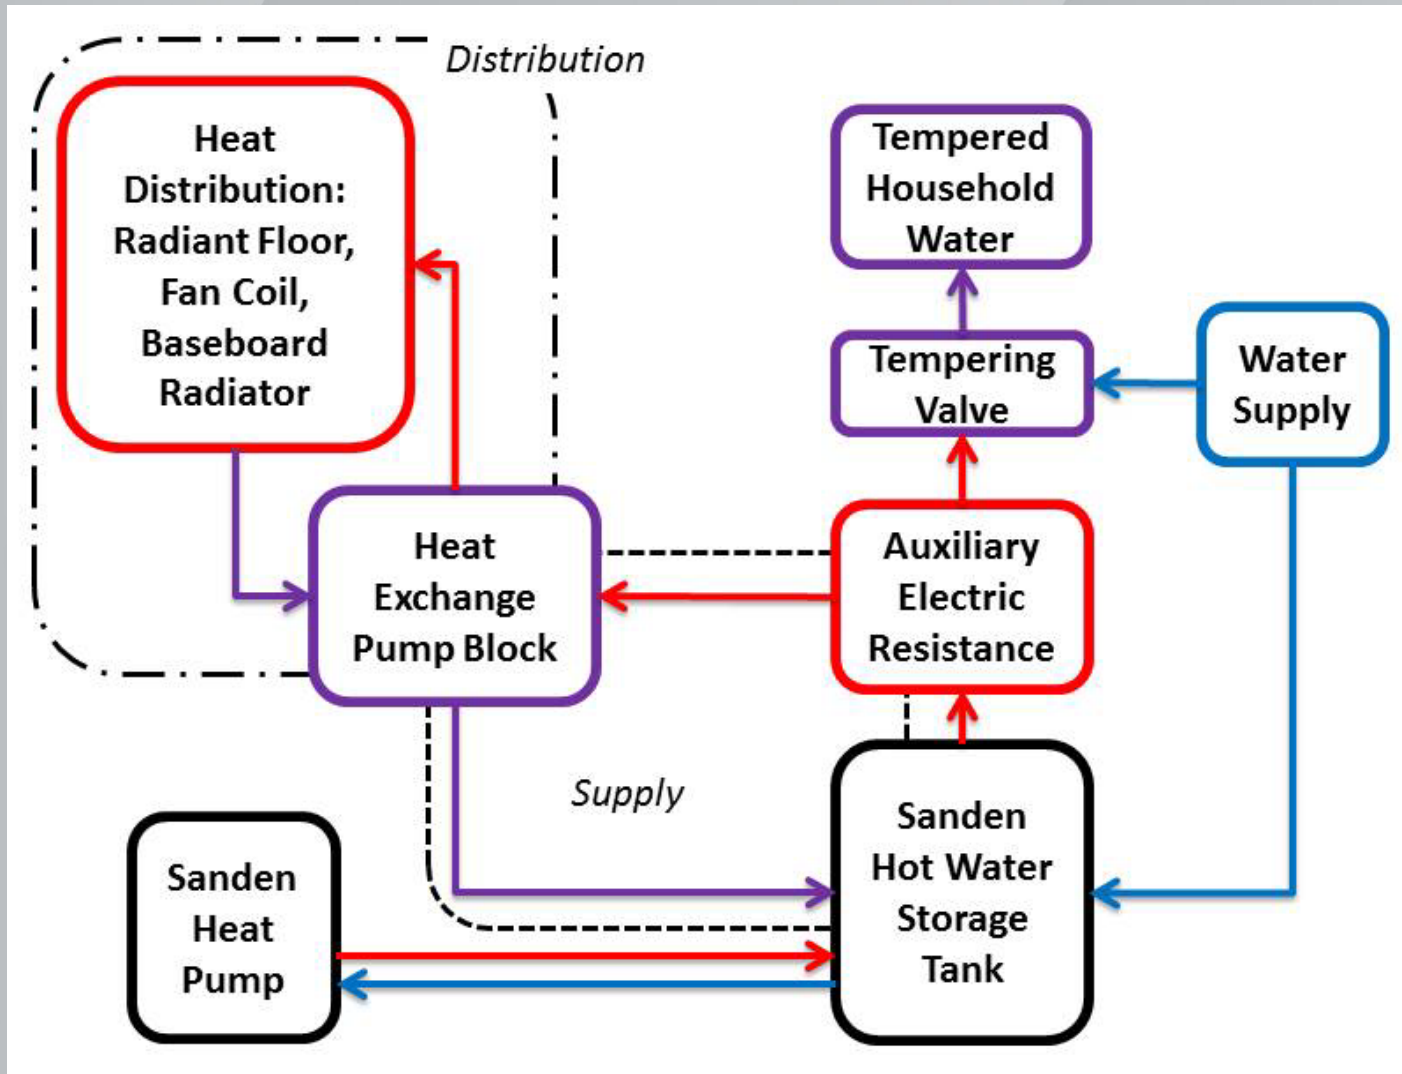 Distribution
Heat
Distribution:
Radiant Floor,
Fan Coil,
Baseboard
Radiator
Tempered
Household
Water
Tempering
Valve
Water
Supply
Heat
Exchange
Pump Block
Auxiliary
Electric
Resistance
Supply
Sanden
Heat
Pump
Sanden
Hot Water
Storage
Tank